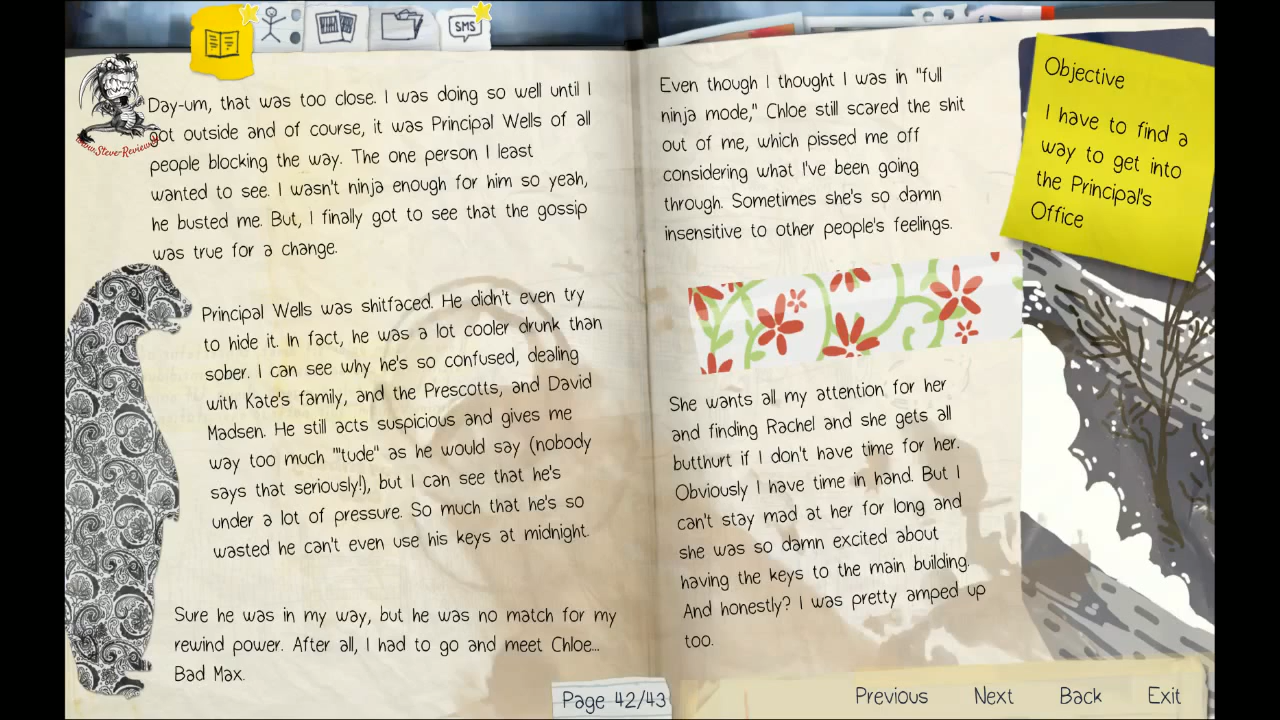 SMS
www.Steve-Review
Day-um, that was too close. I was doing so well until I
got outside and of course, it was Principal Wells of all
people blocking the way. The one person I least
wanted to see. I wasn't ninja enough for him so yeah,
he busted me. But, I finally got to see that the gossip
was true for a change.
Principal Wells was shitfaced. He didn't even try
to hide it. In fact, he was a lot cooler drunk than
sober. I can see why he's so confused, dealing
with Kate's family, and the Prescotts, and David
Madsen. He still acts suspicious and gives me
way too much "'tude" as he would say (nobody
says that seriously!), but I can see that he's
under a lot of pressure. So much that he's so
wasted he can't even use his keys at midnight.
Sure he was in my way, but he was no match for my
rewind power. After all, I had to go and meet Chloe...
Bad Max.
Even though I thought I was in "full
ninja mode," Chloe still scared the shit
out of me, which pissed me off
considering what I've been going
through. Sometimes she's so damn
insensitive to other people's feelings.
She wants all my attention for her
and finding Rachel and she gets all
butthurt if I don't have time for her.
Obviously I have time in hand. But I
can't stay mad at her for long and
she was so damn excited about
having the keys to the main building.
And honestly? I was pretty amped up
too.
Objective
I have to find a
way to get into
the Principal's
Office
Page 42/43
Previous Next Back Exit